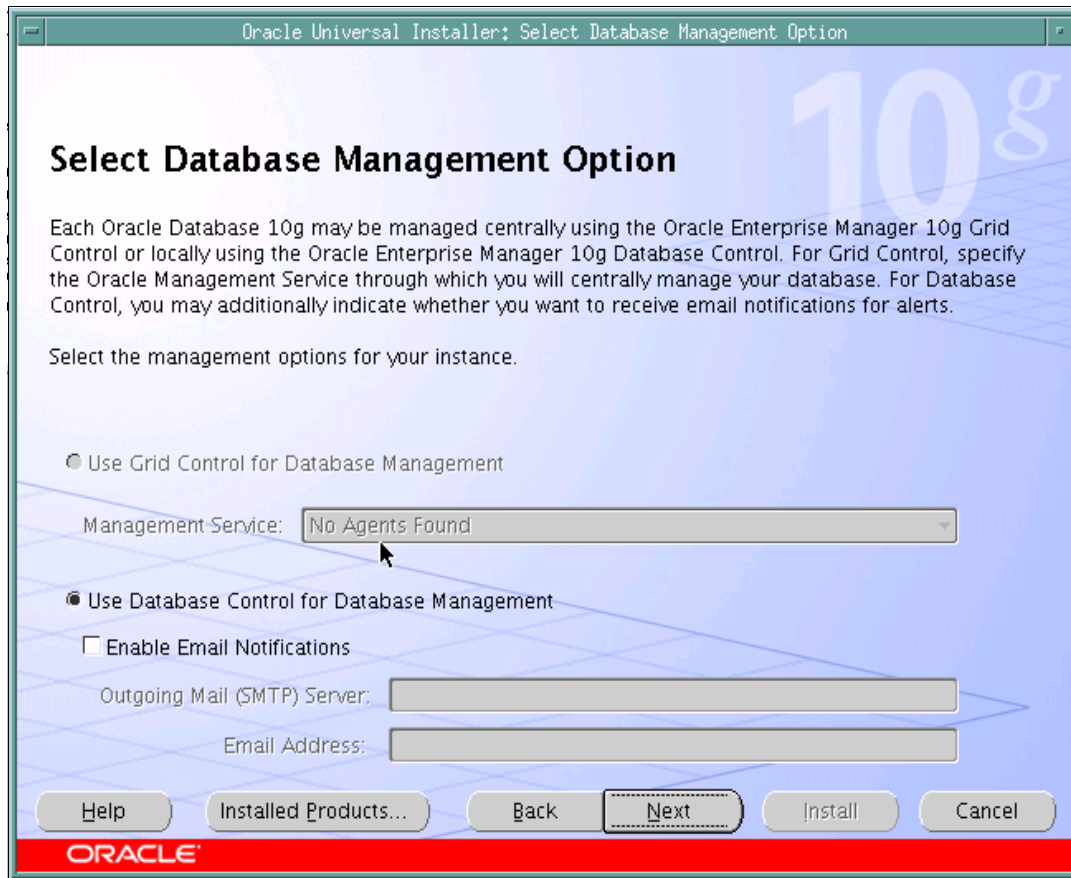 Oracle Universal Installer: Select Database Management Option
10g
Select Database Management Option
Each Oracle Database 10g may be managed centrally using the Oracle Enterprise Manager 10g Grid
Control or locally using the Oracle Enterprise Manager 10g Database Control. For Grid Control, specify
the Oracle Management Service through which you will centrally manage your database. For Database
Control, you may additionally indicate whether you want to receive email notifications for alerts.
Select the management options for your instance.
Use Grid Control for Database Management
Management Service: No Agents Found
Use Database Control for Database Management
Enable Email Notifications
Outgoing Mail (SMTP) Server:
Email Address:
Help Installed Products... Back Next Install Cancel
ORACLE